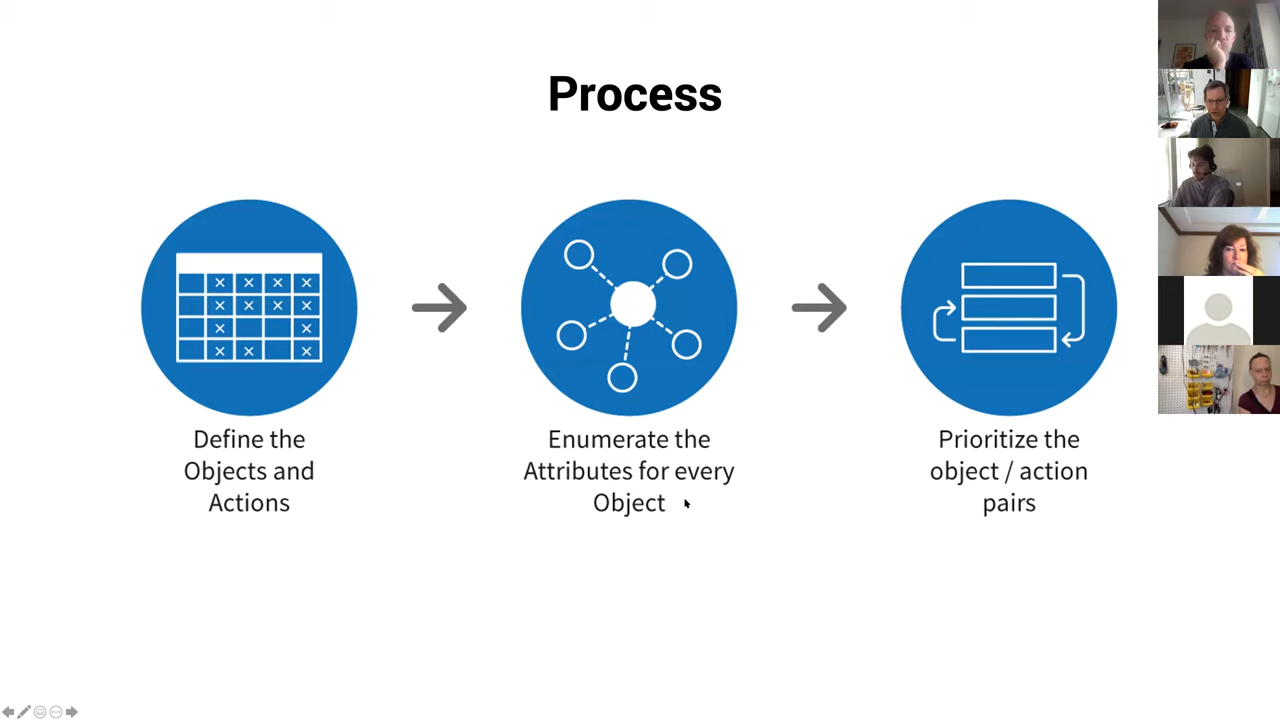 Process
Define the
Objects and
Actions
Enumerate the
Attributes for every
Object
Prioritize the
object / action
pairs